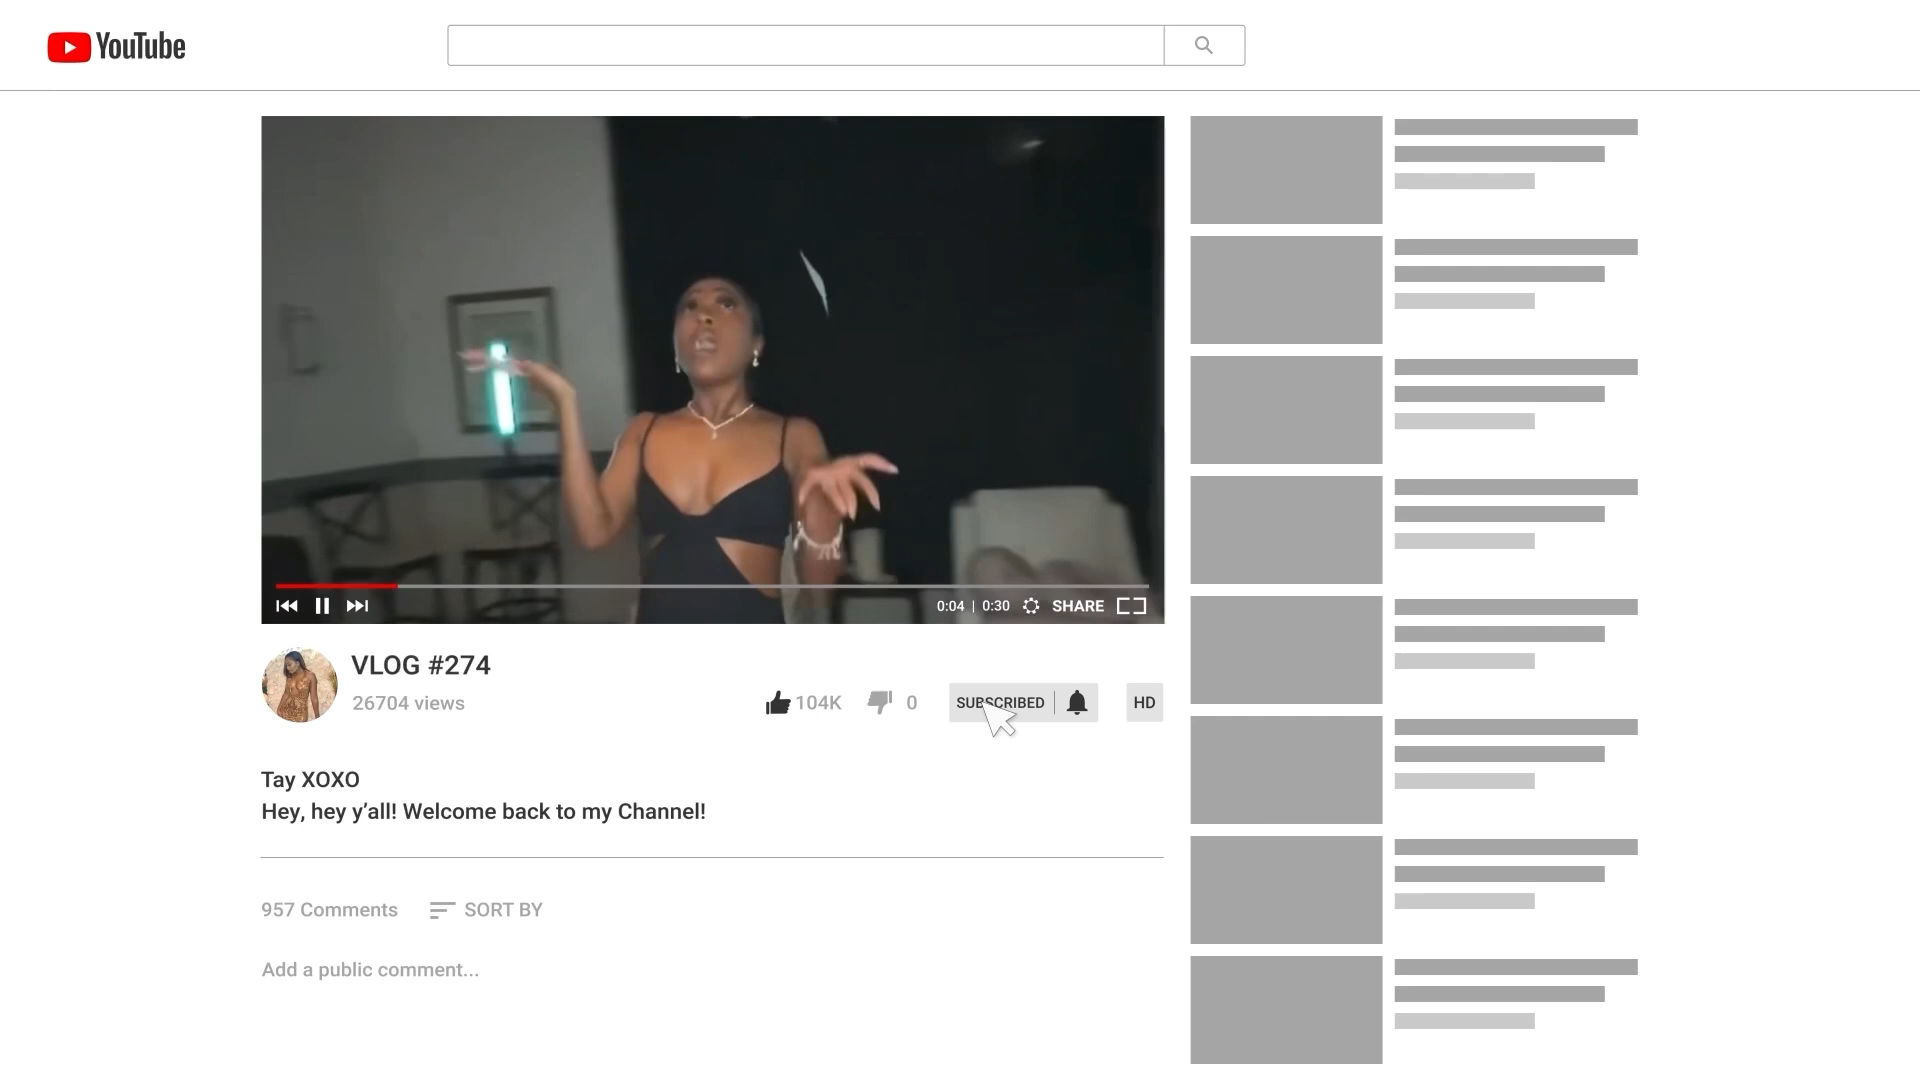 YouTube
0:04 | 0:30 SHARE
VLOG #274
26704 views
104K 0 SUBSCRIBED HD
Tay XOXO
Hey, hey y’all! Welcome back to my Channel!
957 Comments SORT BY
Add a public comment...